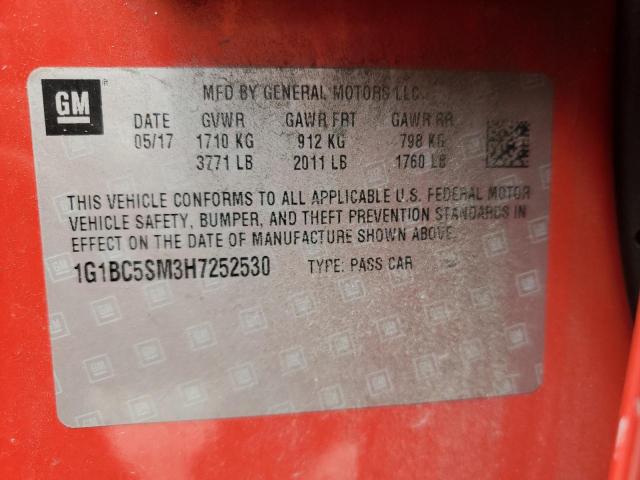 GM
MFD BY GENERAL MOTORS LLC.
DATE GVWR GAWR FRT GAWR RR
05/17 1710 KG 912 KG 798 KG
3771 LB 2011 LB 1760 LB
THIS VEHICLE CONFORMS TO ALL APPLICABLE U.S. FEDERAL MOTOR
VEHICLE SAFETY, BUMPER, AND THEFT PREVENTION STANDARDS IN
EFFECT ON THE DATE OF MANUFACTURE SHOWN ABOVE.
1G1BC5SM3H7252530 TYPE: PASS CAR